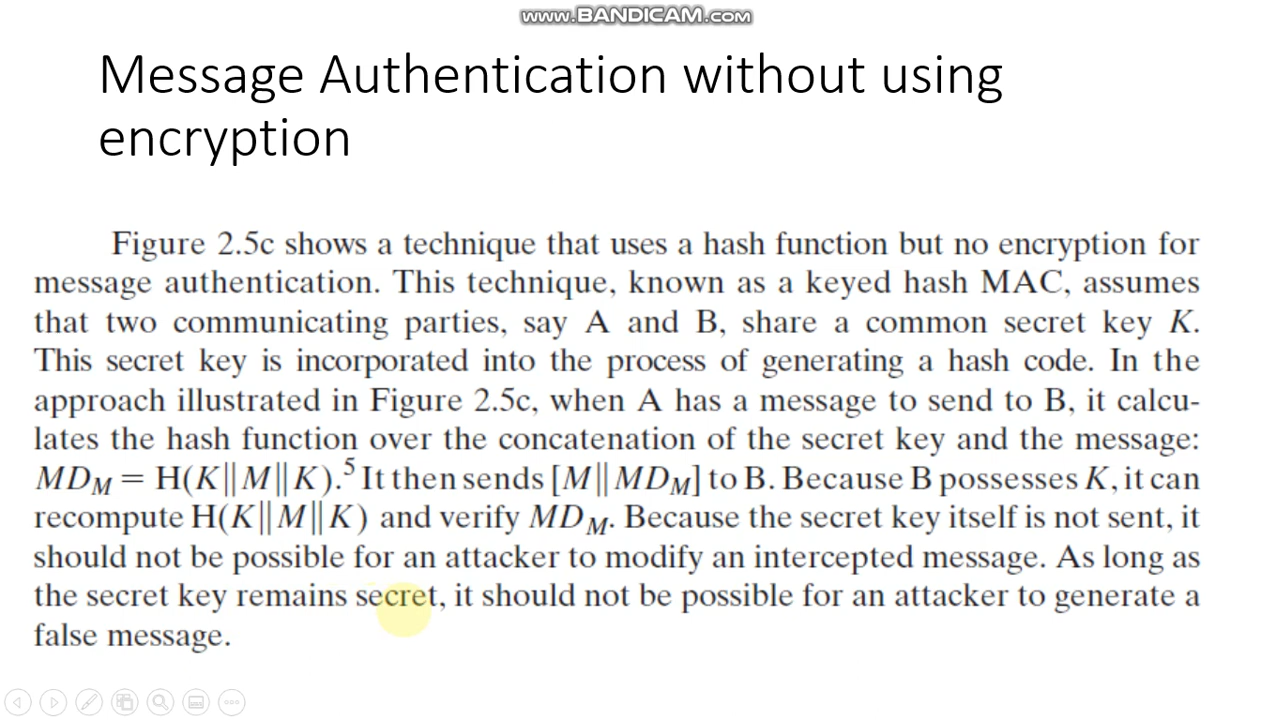 www.BANDICAM.com
Message Authentication without using
encryption
Figure 2.5c shows a technique that uses a hash function but no encryption for
message authentication. This technique, known as a keyed hash MAC, assumes
that two communicating parties, say A and B, share a common secret key K.
This secret key is incorporated into the process of generating a hash code. In the
approach illustrated in Figure 2.5c, when A has a message to send to B, it calcu-
lates the hash function over the concatenation of the secret key and the message:
MD_M = H(K||M||K).⁵ It then sends [M||MD_M] to B. Because B possesses K, it can
recompute H(K||M||K) and verify MD_M. Because the secret key itself is not sent, it
should not be possible for an attacker to modify an intercepted message. As long as
the secret key remains secret, it should not be possible for an attacker to generate a
false message.